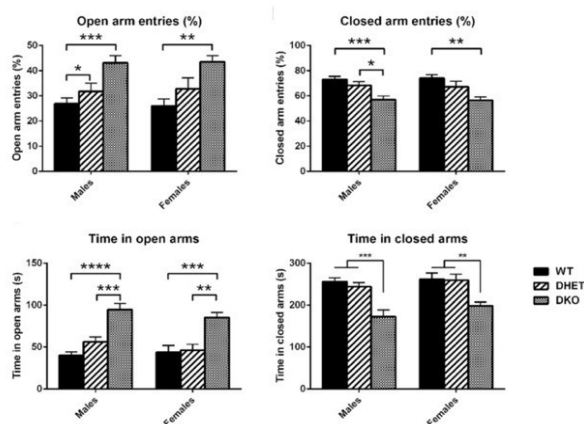 Open arm entries (%)
Open arm entries (%)
50
40
30
20
10
0
***
*
**
Males
Females
Closed arm entries (%)
Closed arm entries (%)
100
80
60
40
20
0
***
*
**
Males
Females
Time in open arms
Time in open arms (s)
150
100
50
0
****
***
***
**
Males
Females
Time in closed arms
Time in closed arms (s)
300
200
100
0
***
**
Males
Females
WT
DHET
DKO